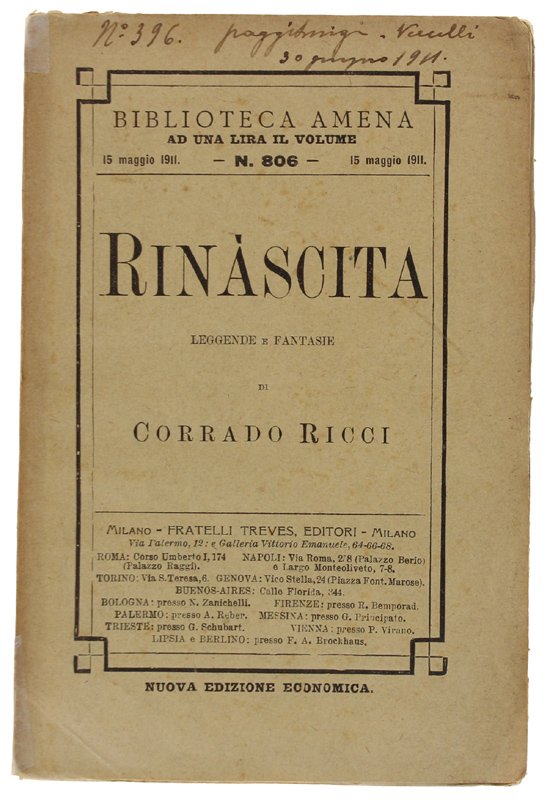 Nº 396.
30 giugno 1911.
BIBLIOTECA AMENA
AD UNA LIRA IL VOLUME
15 maggio 1911. — N. 806 — 15 maggio 1911.
RINÀSCITA
LEGGENDE E FANTASIE
DI
CORRADO RICCI
MILANO - FRATELLI TREVES, EDITORI - MILANO
Via Palermo, 12: e Galleria Vittorio Emanuele, 64-66-68.
ROMA: Corso Umberto I, 174 NAPOLI: Via Roma, 258 (Palazzo Berio)
(Palazzo Raggi). e Largo Monteoliveto, 7-8.
TORINO: Via S. Teresa, 6. GENOVA: Vico Stella, 24 (Piazza Font. Marose).
BUENOS-AIRES: Calle Florida, 344.
BOLOGNA: presso N. Zanichelli. FIRENZE: presso R. Bemporad.
PALERMO: presso A. Reber. MESSINA: presso G. Principato.
TRIESTE: presso G. Schubart. VIENNA: presso P. Virano.
LIPSIA e BERLINO: presso F. A. Brockhaus.
NUOVA EDIZIONE ECONOMICA.